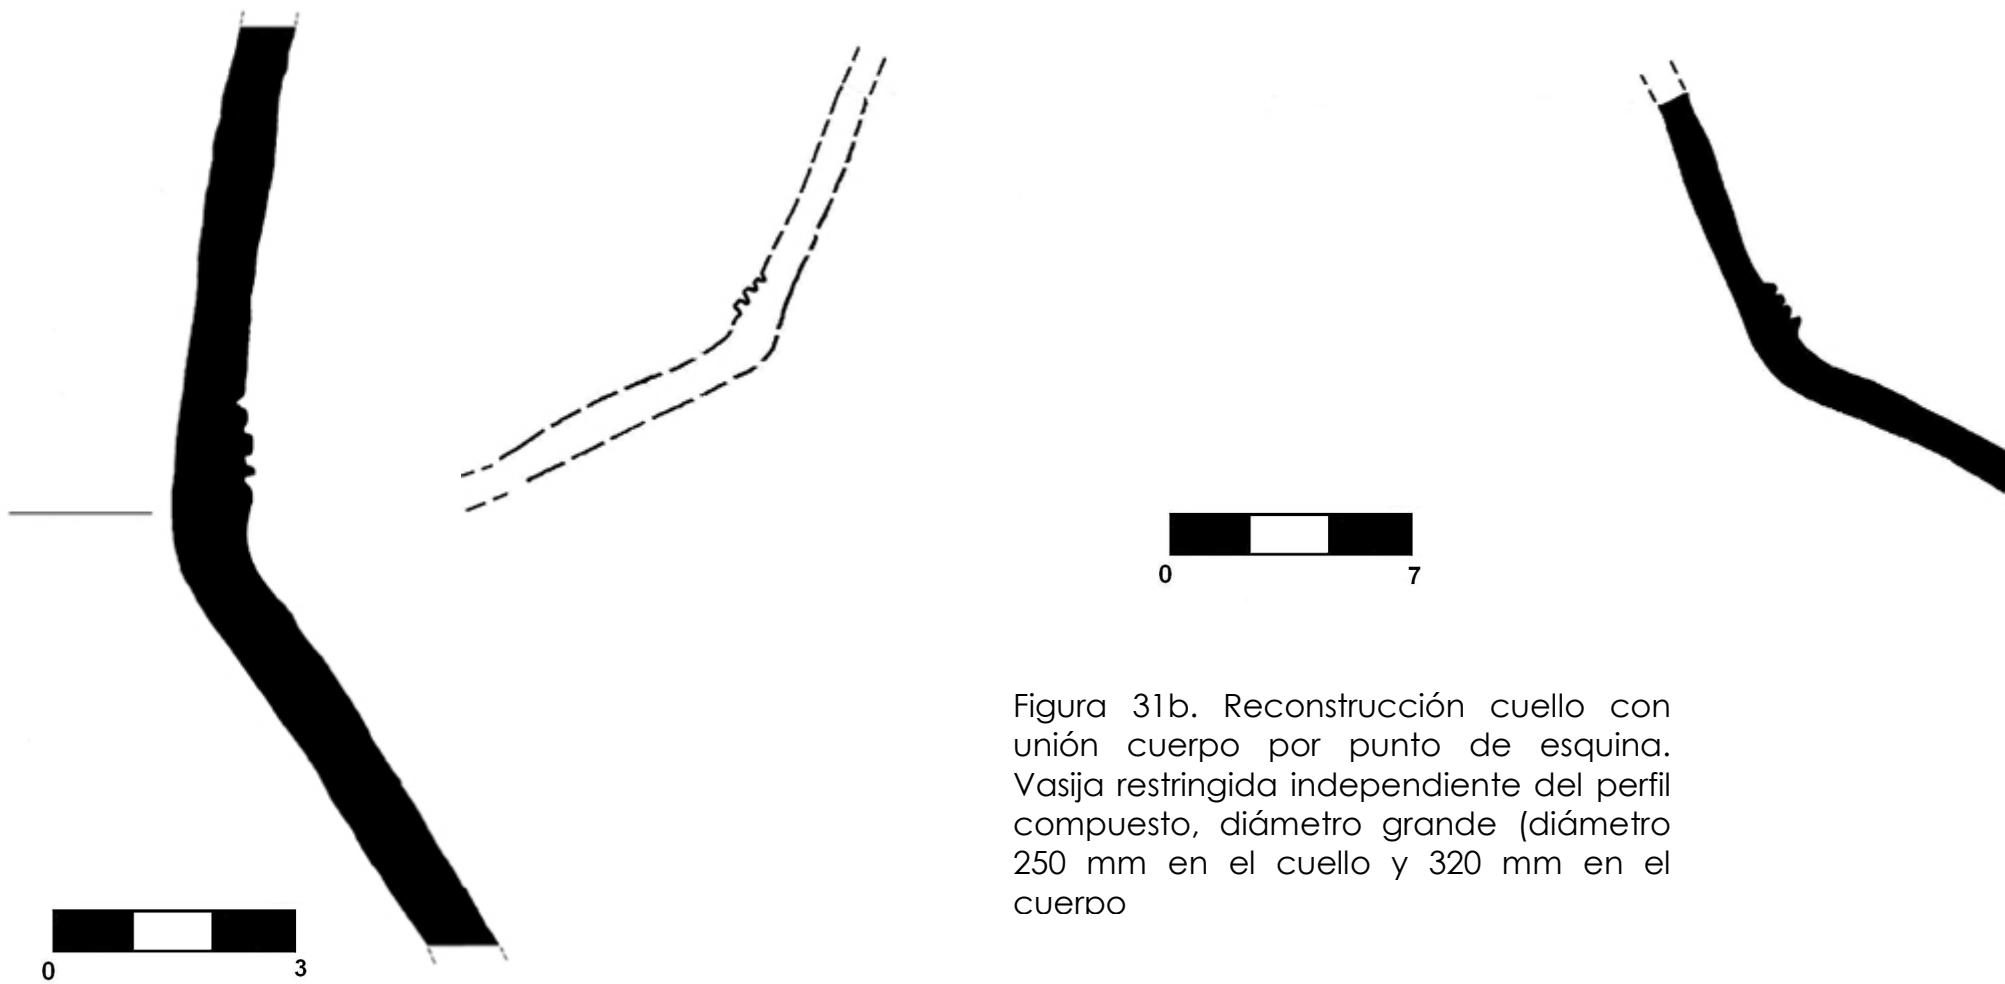 0 7
Figura 31b. Reconstrucción cuello con
unión cuerpo por punto de esquina.
Vasija restringida independiente del perfil
compuesto, diámetro grande (diámetro
250 mm en el cuello y 320 mm en el
cuerpo
0 3